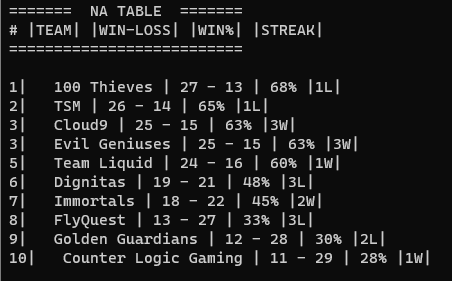 =======  NA TABLE  =======
# |TEAM| |WIN-LOSS| |WIN%| |STREAK|
==========================
1|   100 Thieves | 27 - 13 | 68% |1L|
2|   TSM | 26 - 14 | 65% |1L|
3|   Cloud9 | 25 - 15 | 63% |3W|
3|   Evil Geniuses | 25 - 15 | 63% |3W|
5|   Team Liquid | 24 - 16 | 60% |1W|
6|   Dignitas | 19 - 21 | 48% |3L|
7|   Immortals | 18 - 22 | 45% |2W|
8|   FlyQuest | 13 - 27 | 33% |3L|
9|   Golden Guardians | 12 - 28 | 30% |2L|
10|   Counter Logic Gaming | 11 - 29 | 28% |1W|